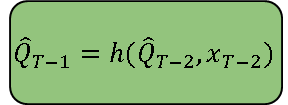 Q̂_{T−1} = h(Q̂_{T−2}, x_{T−2})